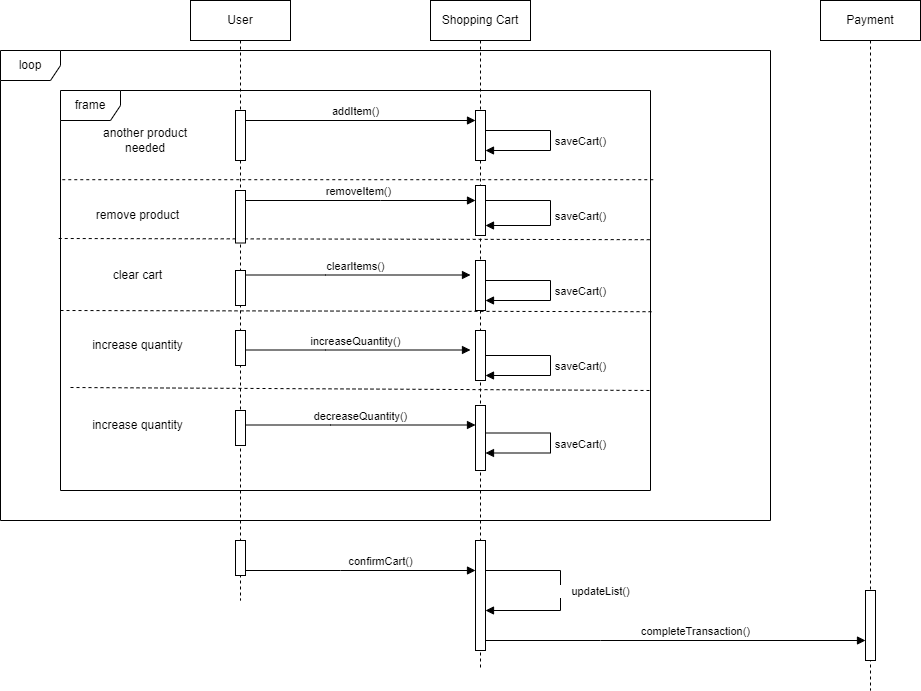 User
Shopping Cart
Payment
loop
frame
addItem()
another product
needed
saveCart()
removeItem()
remove product
saveCart()
clearItems()
clear cart
saveCart()
increaseQuantity()
increase quantity
saveCart()
decreaseQuantity()
increase quantity
saveCart()
confirmCart()
updateList()
completeTransaction()